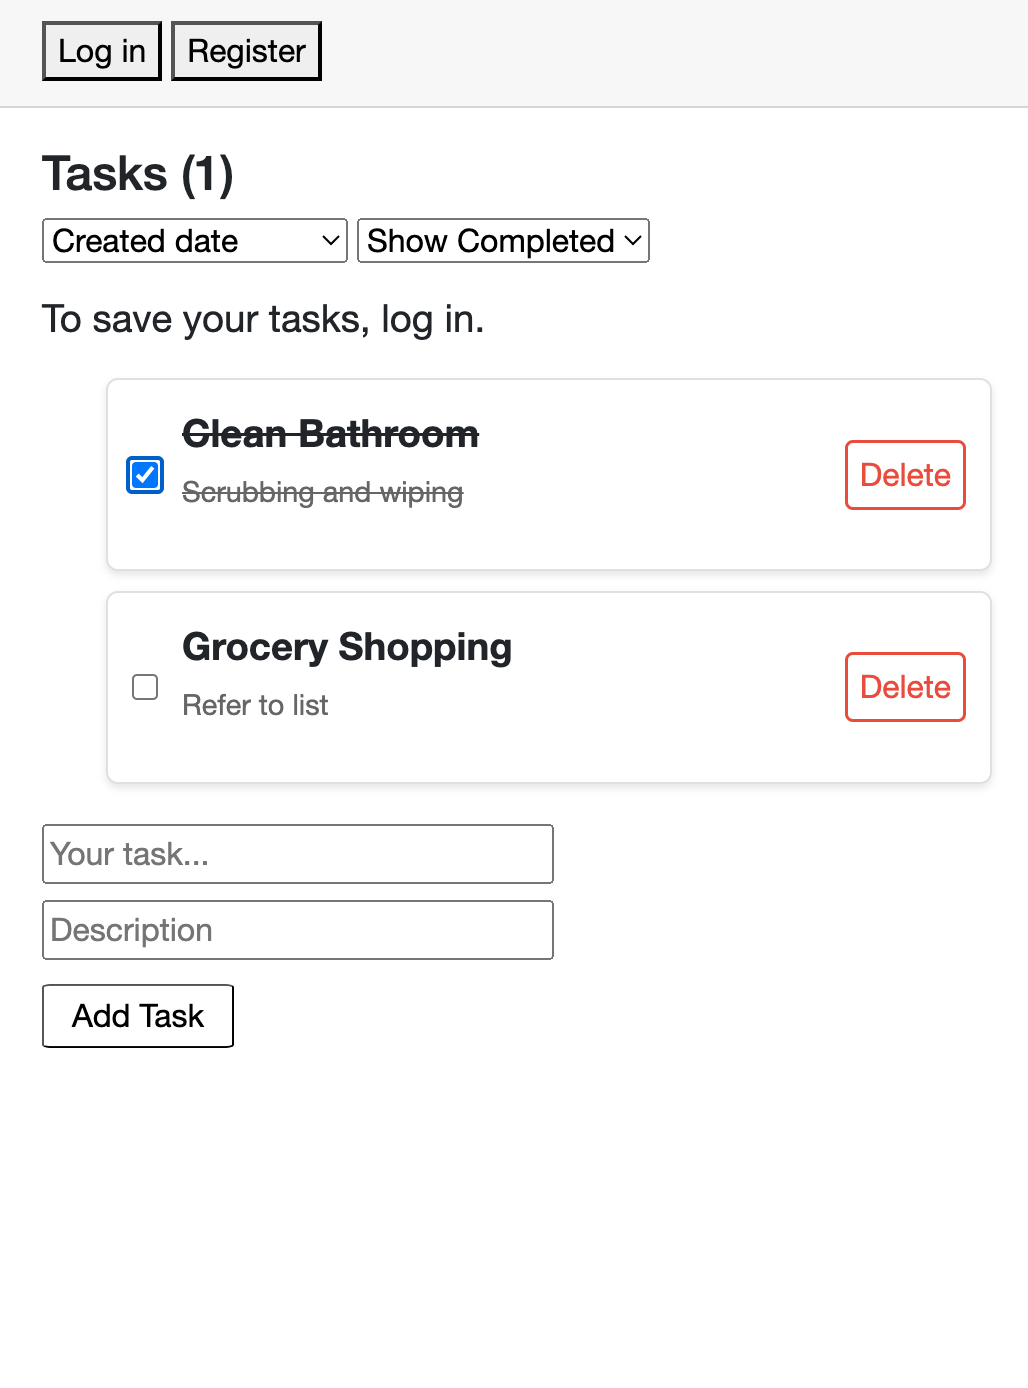 Log in Register
Tasks (1)
Created date Show Completed
To save your tasks, log in.
Clean Bathroom
Scrubbing and wiping
Delete
Grocery Shopping
Refer to list
Delete
Your task...
Description
Add Task